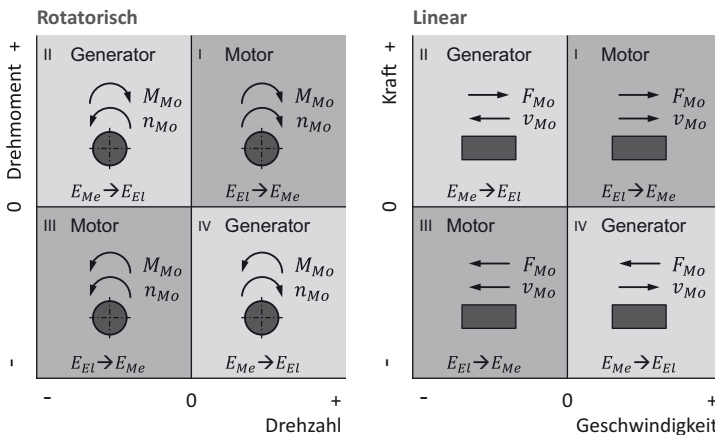 Rotatorisch
Drehmoment
+
0
-
II Generator
M_Mo
n_Mo
E_Me → E_El
I Motor
M_Mo
n_Mo
E_El → E_Me
III Motor
M_Mo
n_Mo
E_El → E_Me
IV Generator
M_Mo
n_Mo
E_Me → E_El
- 0 +
Drehzahl
Linear
Kraft
+
0
-
II Generator
F_Mo
v_Mo
E_Me → E_El
I Motor
F_Mo
v_Mo
E_El → E_Me
III Motor
F_Mo
v_Mo
E_El → E_Me
IV Generator
F_Mo
v_Mo
E_Me → E_El
- 0 +
Geschwindigkeit